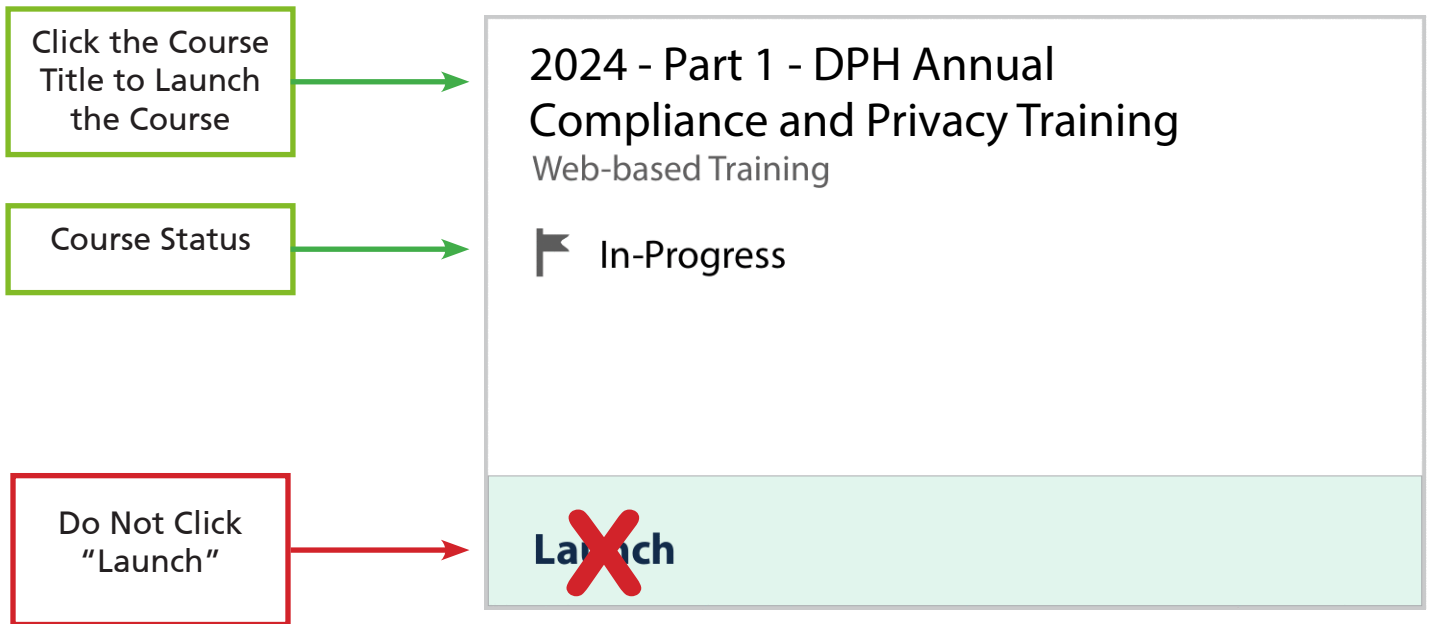 Click the Course
Title to Launch
the Course
2024 - Part 1 - DPH Annual
Compliance and Privacy Training
Web-based Training
Course Status
In-Progress
Do Not Click
“Launch”
Launch